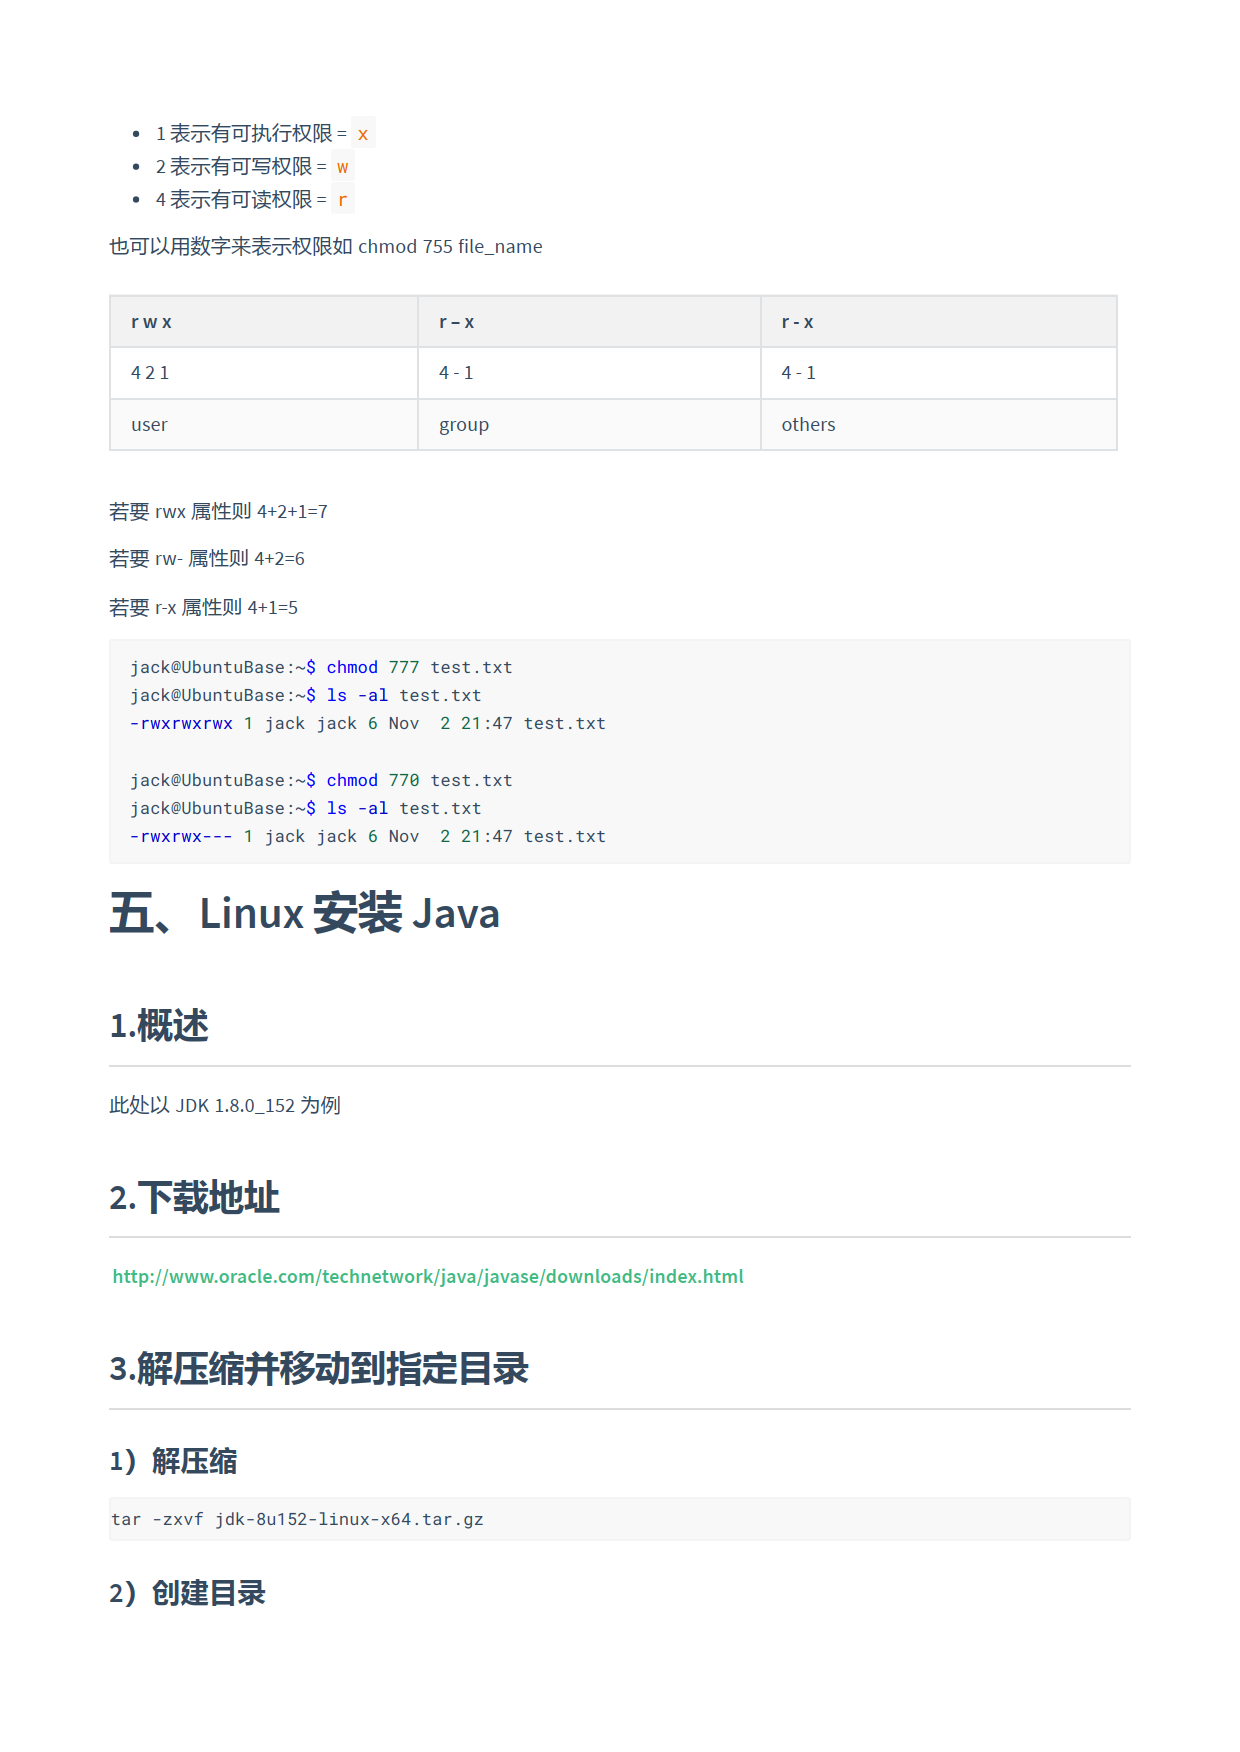 1 表示有可执行权限 = x
2 表示有可写权限 = w
4 表示有可读权限 = r
也可以用数字来表示权限如 chmod 755 file_name
r w x r – x r - x
4 2 1 4 - 1 4 - 1
user group others
若要 rwx 属性则 4+2+1=7
若要 rw- 属性则 4+2=6
若要 r-x 属性则 4+1=5
jack@UbuntuBase:~$ chmod 777 test.txt
jack@UbuntuBase:~$ ls -al test.txt
-rwxrwxrwx 1 jack jack 6 Nov  2 21:47 test.txt
jack@UbuntuBase:~$ chmod 770 test.txt
jack@UbuntuBase:~$ ls -al test.txt
-rwxrwx--- 1 jack jack 6 Nov  2 21:47 test.txt
五、Linux 安装 Java
1.概述
此处以 JDK 1.8.0_152 为例
2.下载地址
http://www.oracle.com/technetwork/java/javase/downloads/index.html
3.解压缩并移动到指定目录
1）解压缩
tar -zxvf jdk-8u152-linux-x64.tar.gz
2）创建目录